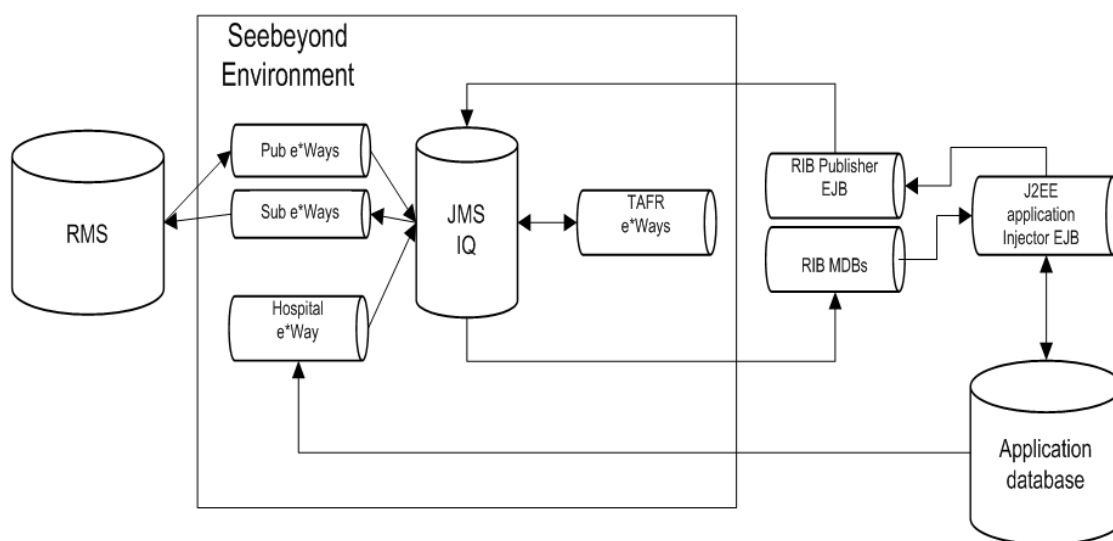 Seebeyond
Environment
Pub e*Ways
Sub e*Ways
Hospital
e*Way
RMS
JMS
IQ
TAFR
e*Ways
RIB Publisher
EJB
RIB MDBs
J2EE
application
Injector EJB
Application
database